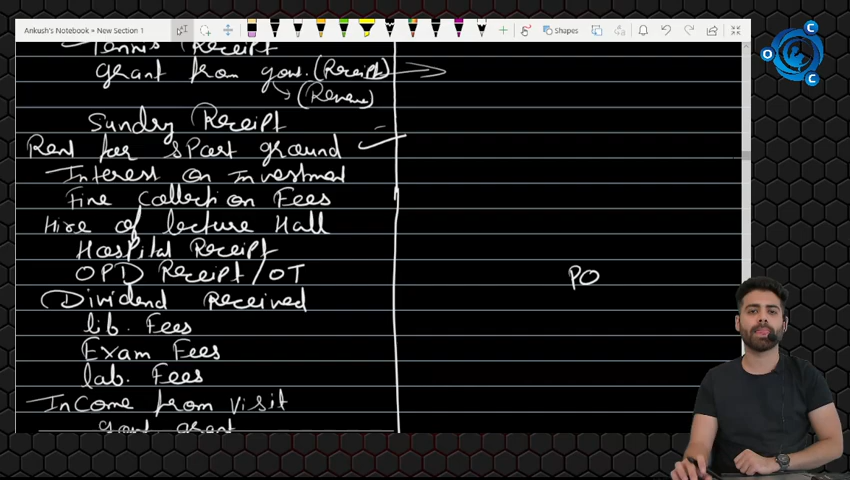 Ankush's Notebook » New Section 1
Shapes
Tennis Receipt
grant from govt. (Receipt)
(Revenue)
Sundry Receipt
Rent for sport ground
Interest on Investment
Fine Collection Fees
Hire of lecture Hall
Hospital Receipt
OPD Receipt/OT
Dividend Received
lib. Fees
Exam Fees
lab. Fees
InCome from visit
govt. grant
PO
O C C